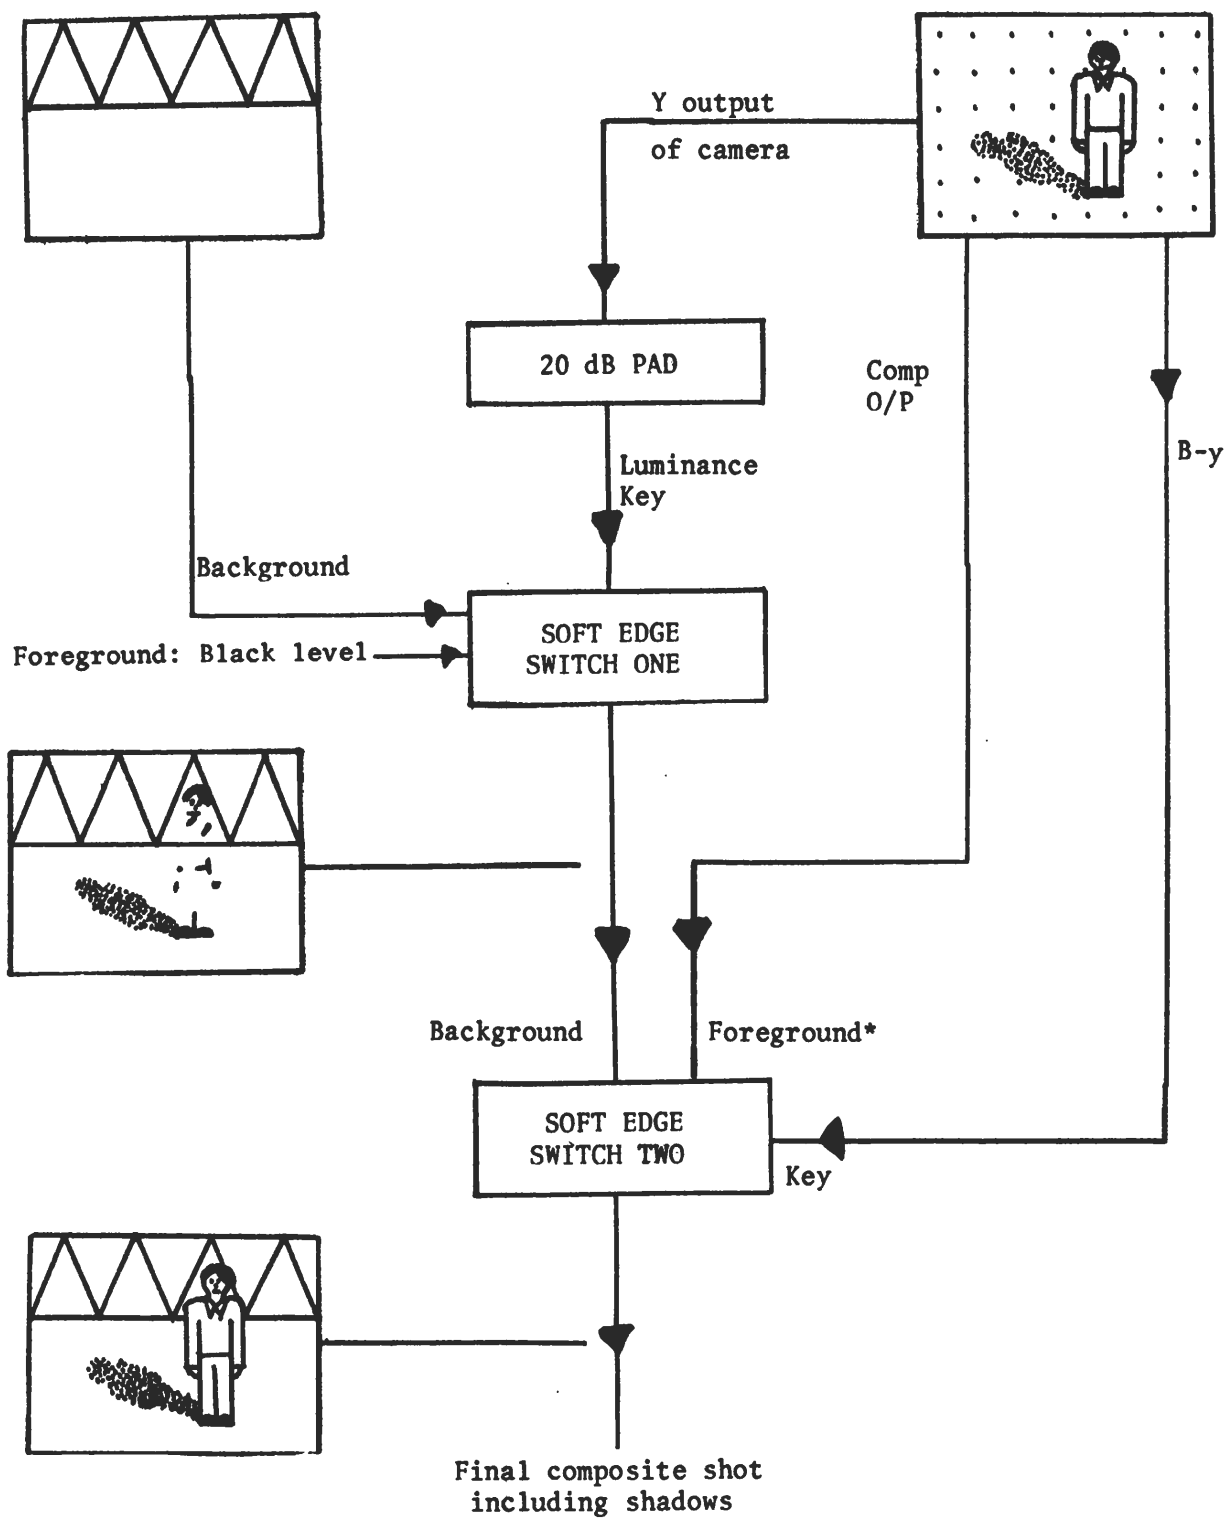 Y output
of camera
20 dB PAD
Comp
O/P
B-y
Luminance
Key
Background
Foreground: Black level
SOFT EDGE
SWITCH ONE
Background
Foreground*
SOFT EDGE
SWITCH TWO
Key
Final composite shot
including shadows